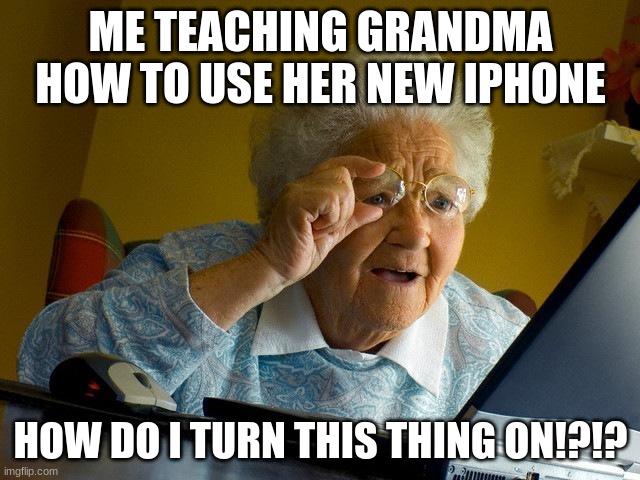 ME TEACHING GRANDMA
HOW TO USE HER NEW IPHONE
HOW DO I TURN THIS THING ON!?!?
imgflip.com